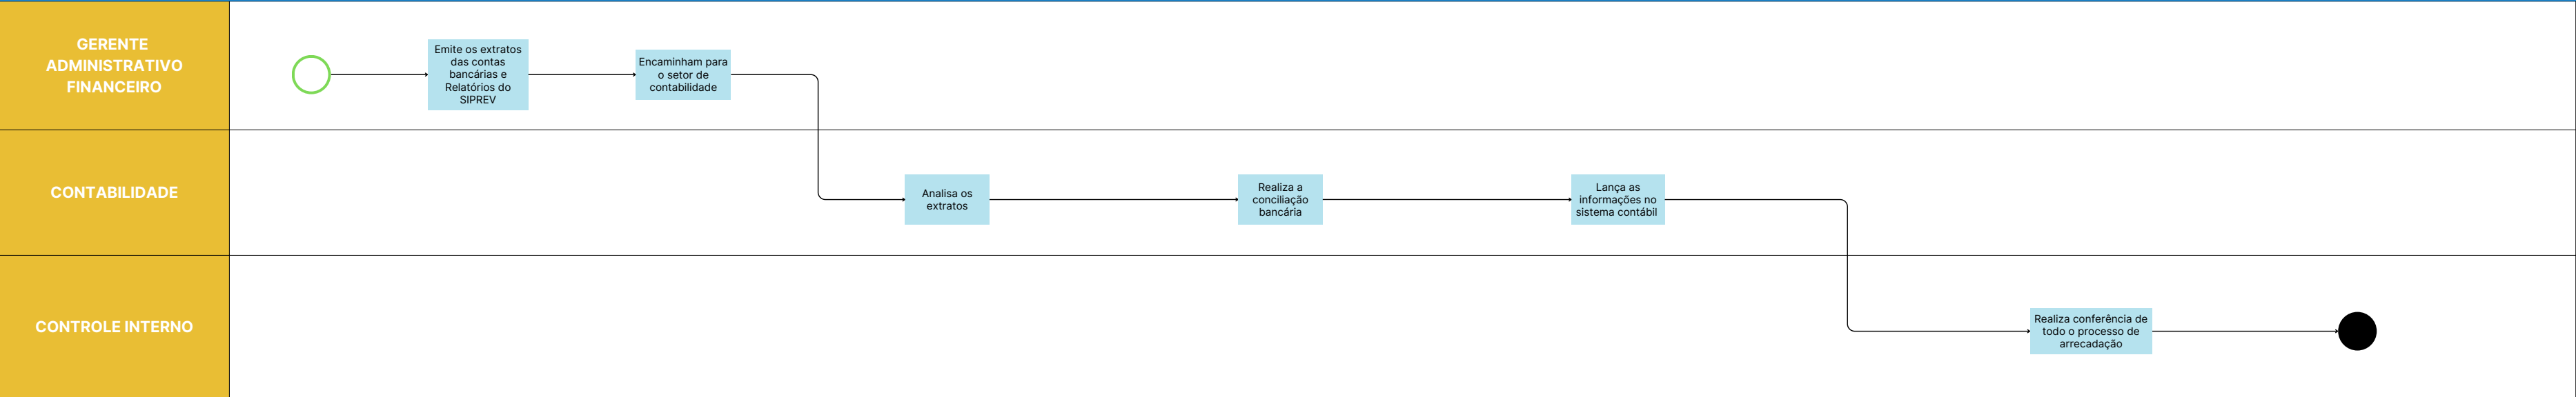 GERENTE
ADMINISTRATIVO
FINANCEIRO
Emite os extratos
das contas
bancárias e
Relatórios do
SIPREV
Encaminham para
o setor de
contabilidade
CONTABILIDADE
Analisa os
extratos
Realiza a
conciliação
bancária
Lança as
informações no
sistema contábil
CONTROLE INTERNO
Realiza conferência de
todo o processo de
arrecadação